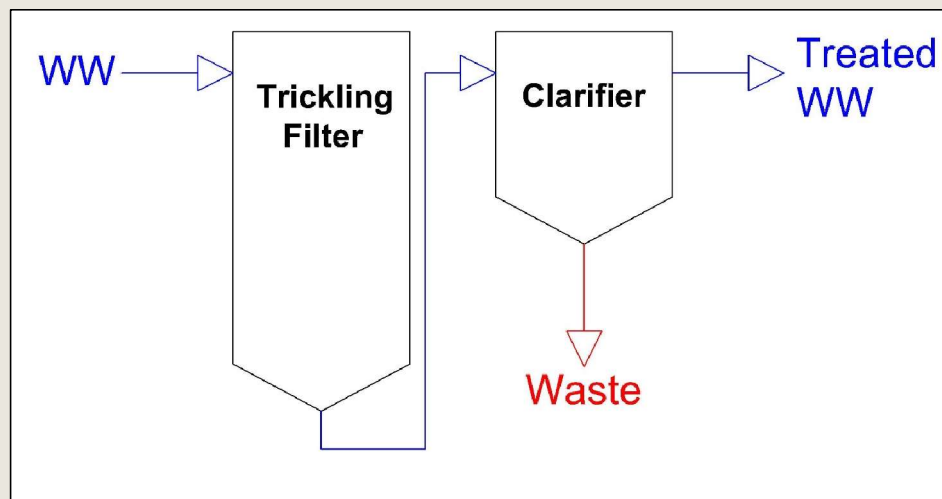 WW
Trickling
Filter
Clarifier
Treated
WW
Waste